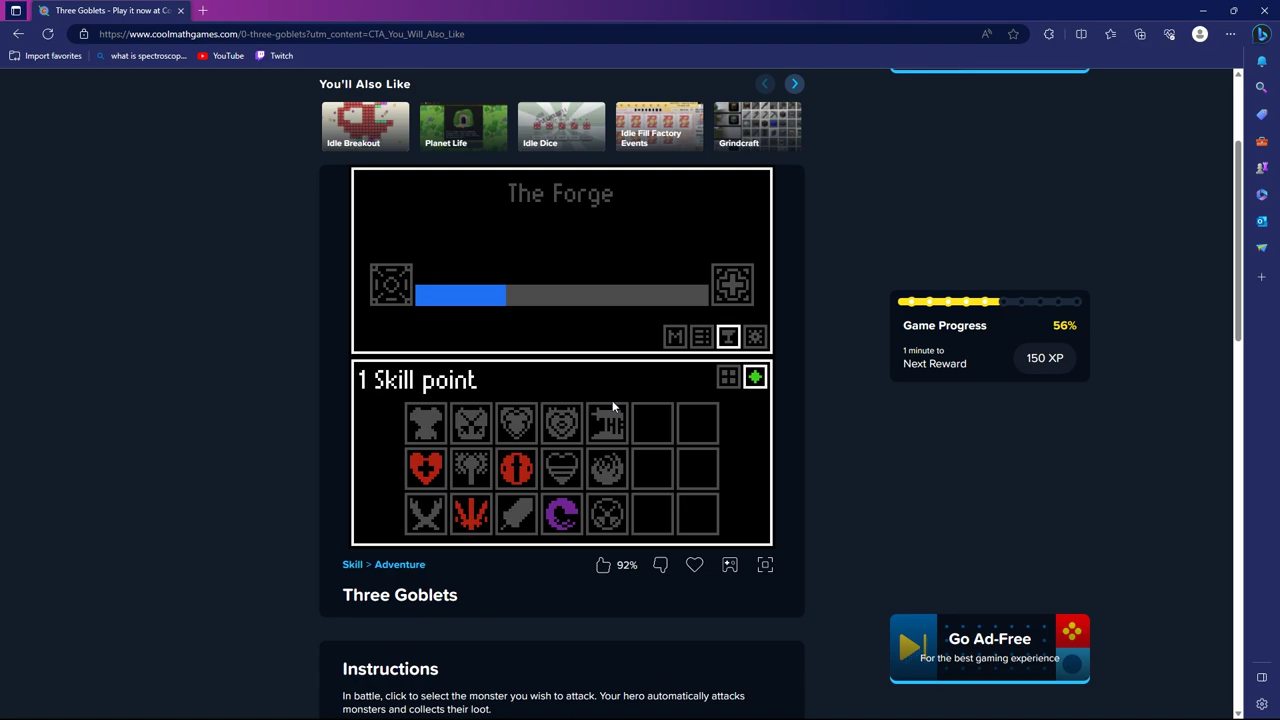 Three Goblets - Play it now at Co
https://www.coolmathgames.com/0-three-goblets?utm_content=CTA_You_Will_Also_Like
Import favorites
what is spectroscop...
YouTube
Twitch
You'll Also Like
Idle Breakout
Planet Life
Idle Dice
Idle Fill Factory
Events
Grindcraft
The Forge
M
T
1 Skill point
Game Progress
56%
1 minute to
Next Reward
150 XP
Skill > Adventure
92%
Three Goblets
Go Ad-Free
For the best gaming experience
Instructions
In battle, click to select the monster you wish to attack. Your hero automatically attacks
monsters and collects their loot.